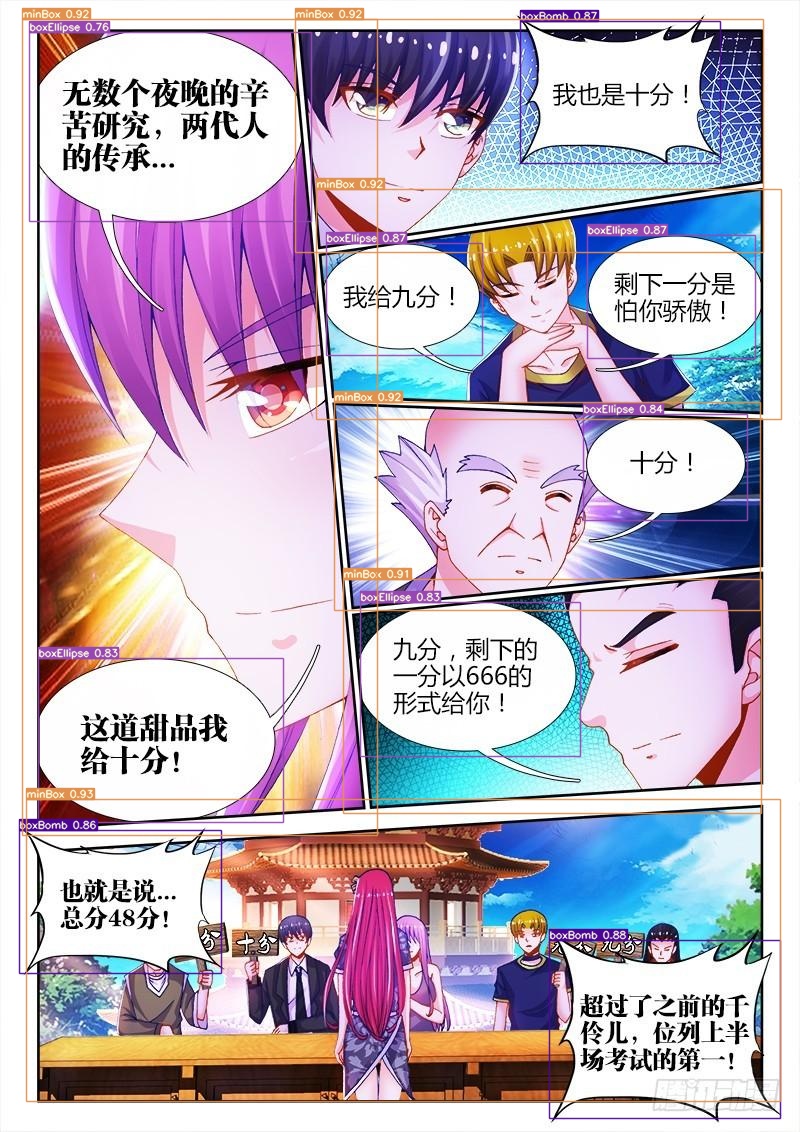 minBox 0.92
boxEllipse 0.76
无数个夜晚的辛
苦研究，两代人
的传承...
minBox 0.92
boxBomb 0.87
我也是十分！
minBox 0.92
boxEllipse 0.87
我给九分！
boxEllipse 0.87
剩下一分是
怕你骄傲！
minBox 0.92
boxEllipse 0.84
十分！
minBox 0.91
boxEllipse 0.83
九分，剩下的
一分以666的
形式给你！
boxEllipse 0.83
这道甜品我
给十分！
minBox 0.93
boxBomb 0.86
也就是说...
总分48分！
分
十分
九分
boxBomb 0.88
超过了之前的千
伶儿，位列上半
场考试的第一！
腾讯动漫